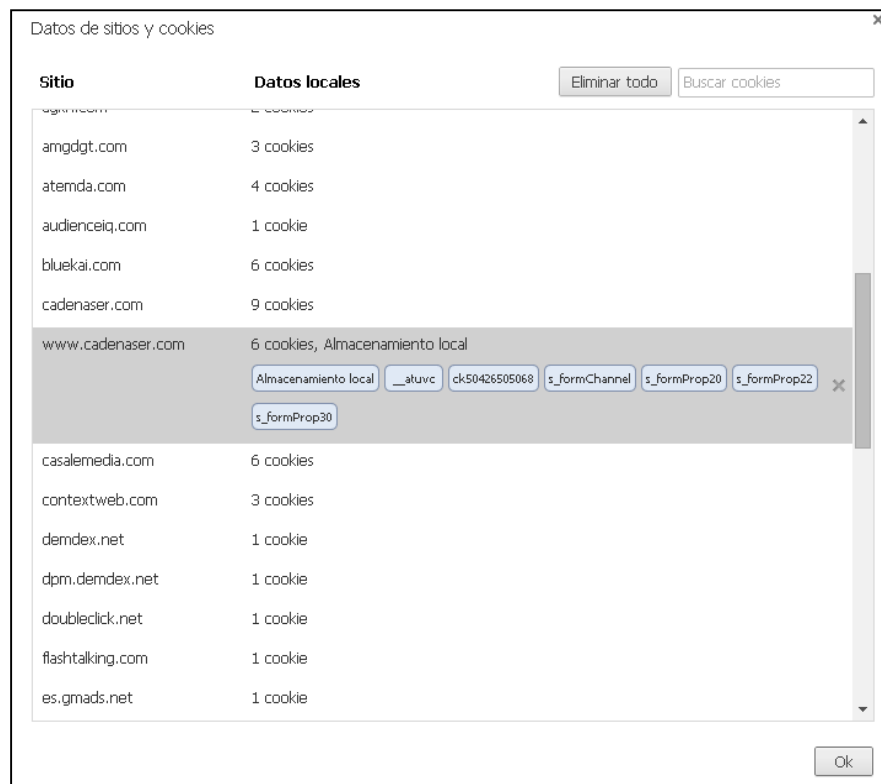 Datos de sitios y cookies
Sitio Datos locales Eliminar todo Buscar cookies
amgdgt.com 3 cookies
atemda.com 4 cookies
audienceiq.com 1 cookie
bluekai.com 6 cookies
cadenaser.com 9 cookies
www.cadenaser.com 6 cookies, Almacenamiento local
Almacenamiento local __atuvc ck50426505068 s_formChannel s_formProp20 s_formProp22
s_formProp30
casalemedia.com 6 cookies
contextweb.com 3 cookies
demdex.net 1 cookie
dpm.demdex.net 1 cookie
doubleclick.net 1 cookie
flashtalking.com 1 cookie
es.gmads.net 1 cookie
Ok